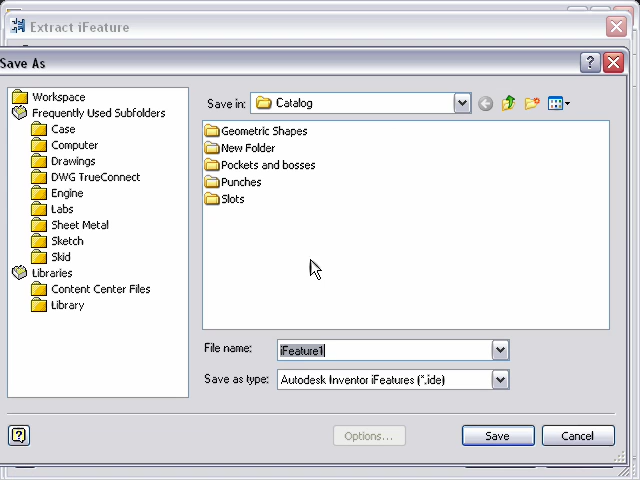 Extract iFeature
Save As
Workspace
Frequently Used Subfolders
Case
Computer
Drawings
DWG TrueConnect
Engine
Labs
Sheet Metal
Sketch
Skid
Libraries
Content Center Files
Library
Save in: Catalog
Geometric Shapes
New Folder
Pockets and bosses
Punches
Slots
File name: iFeature1
Save as type: Autodesk Inventor iFeatures (*.ide)
Options... Save Cancel